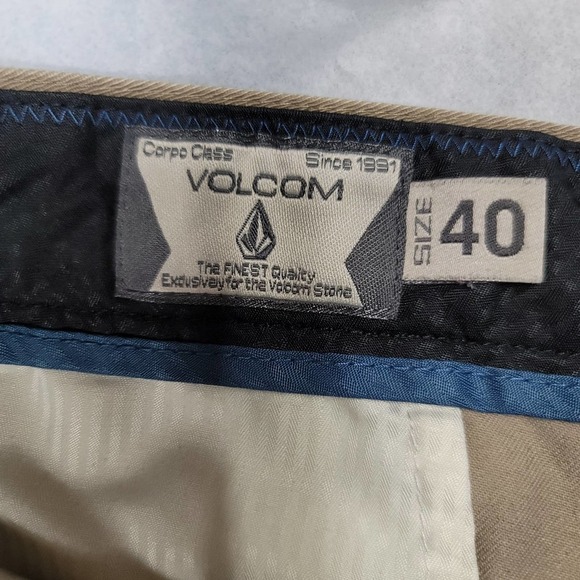 Corpo Class Since 1991
VOLCOM
The FINEST Quality
Exclusively for the Volcom Stone
SIZE 40